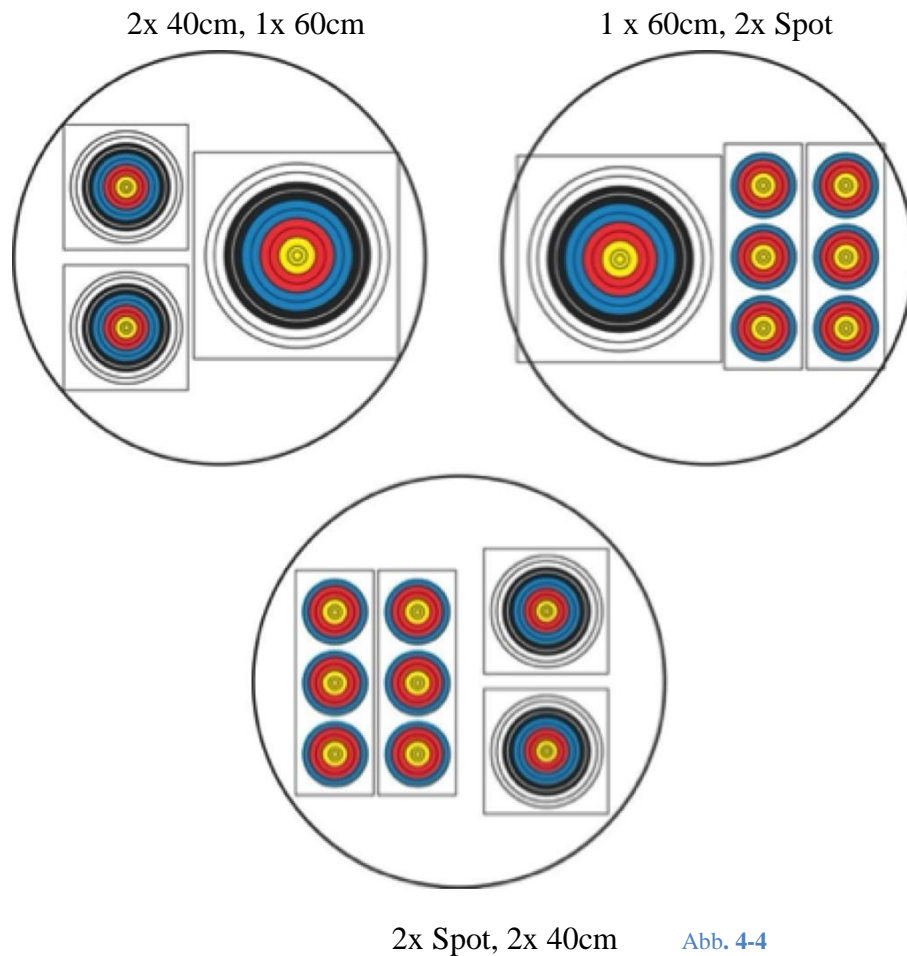 2x 40cm, 1x 60cm
1 x 60cm, 2x Spot
2x Spot, 2x 40cm
Abb. 4-4